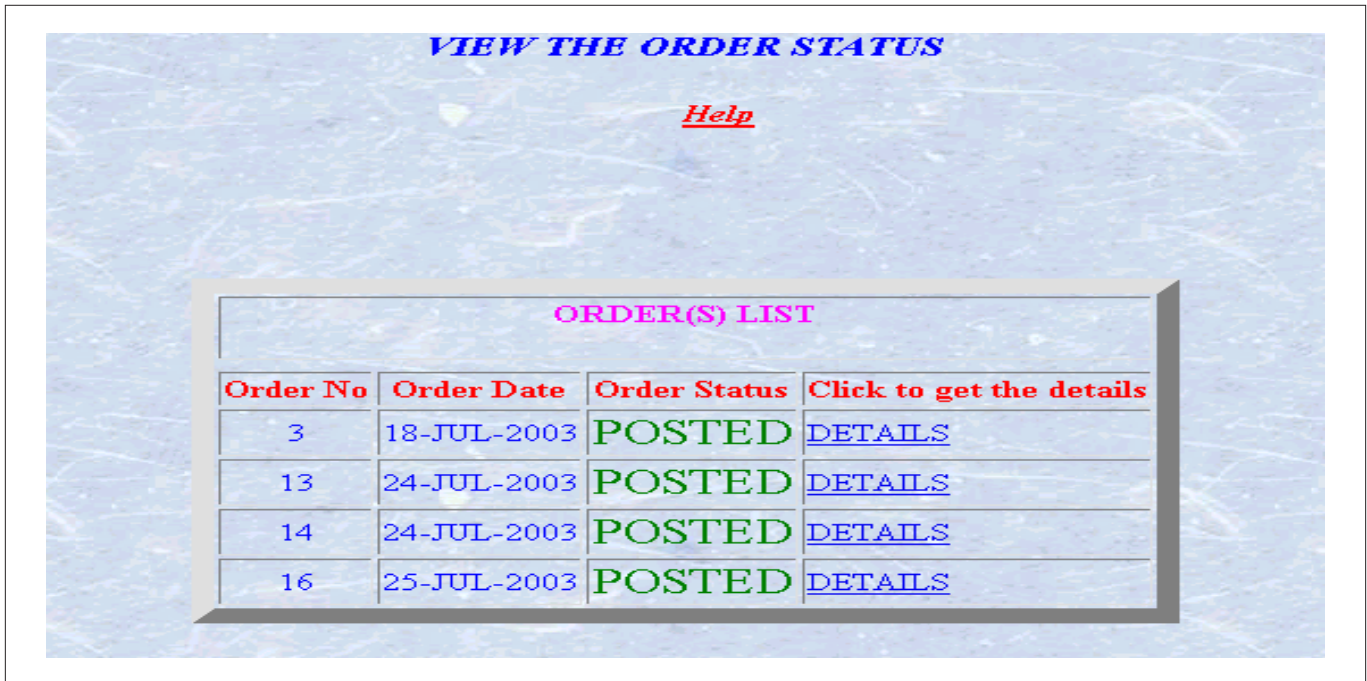 VIEW THE ORDER STATUS
Help
ORDER(S) LIST
Order No Order Date Order Status Click to get the details
3 18-JUL-2003 POSTED DETAILS
13 24-JUL-2003 POSTED DETAILS
14 24-JUL-2003 POSTED DETAILS
16 25-JUL-2003 POSTED DETAILS